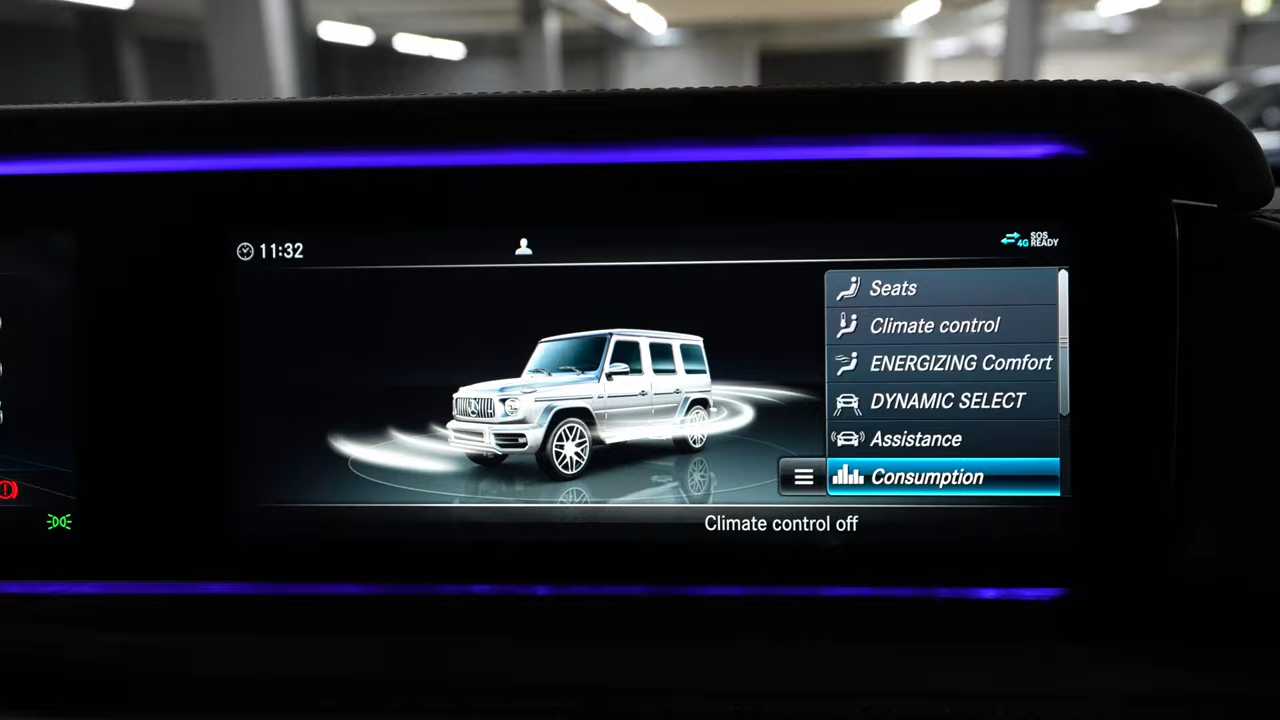 11:32
4G SOS READY
Seats
Climate control
ENERGIZING Comfort
DYNAMIC SELECT
Assistance
Consumption
Climate control off